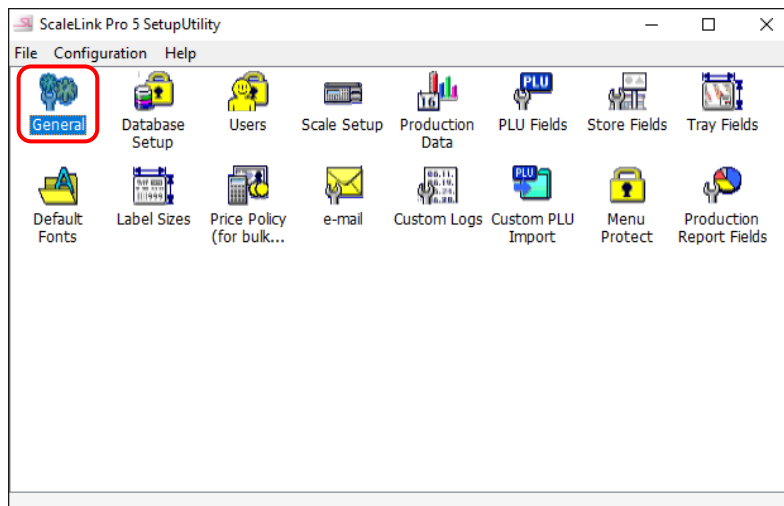 ScaleLink Pro 5 SetupUtility
File Configuration Help
General
Database
Setup
Users
Scale Setup
Production
Data
PLU Fields
Store Fields
Tray Fields
Default
Fonts
Label Sizes
Price Policy
(for bulk...
e-mail
Custom Logs
Custom PLU
Import
Menu
Protect
Production
Report Fields